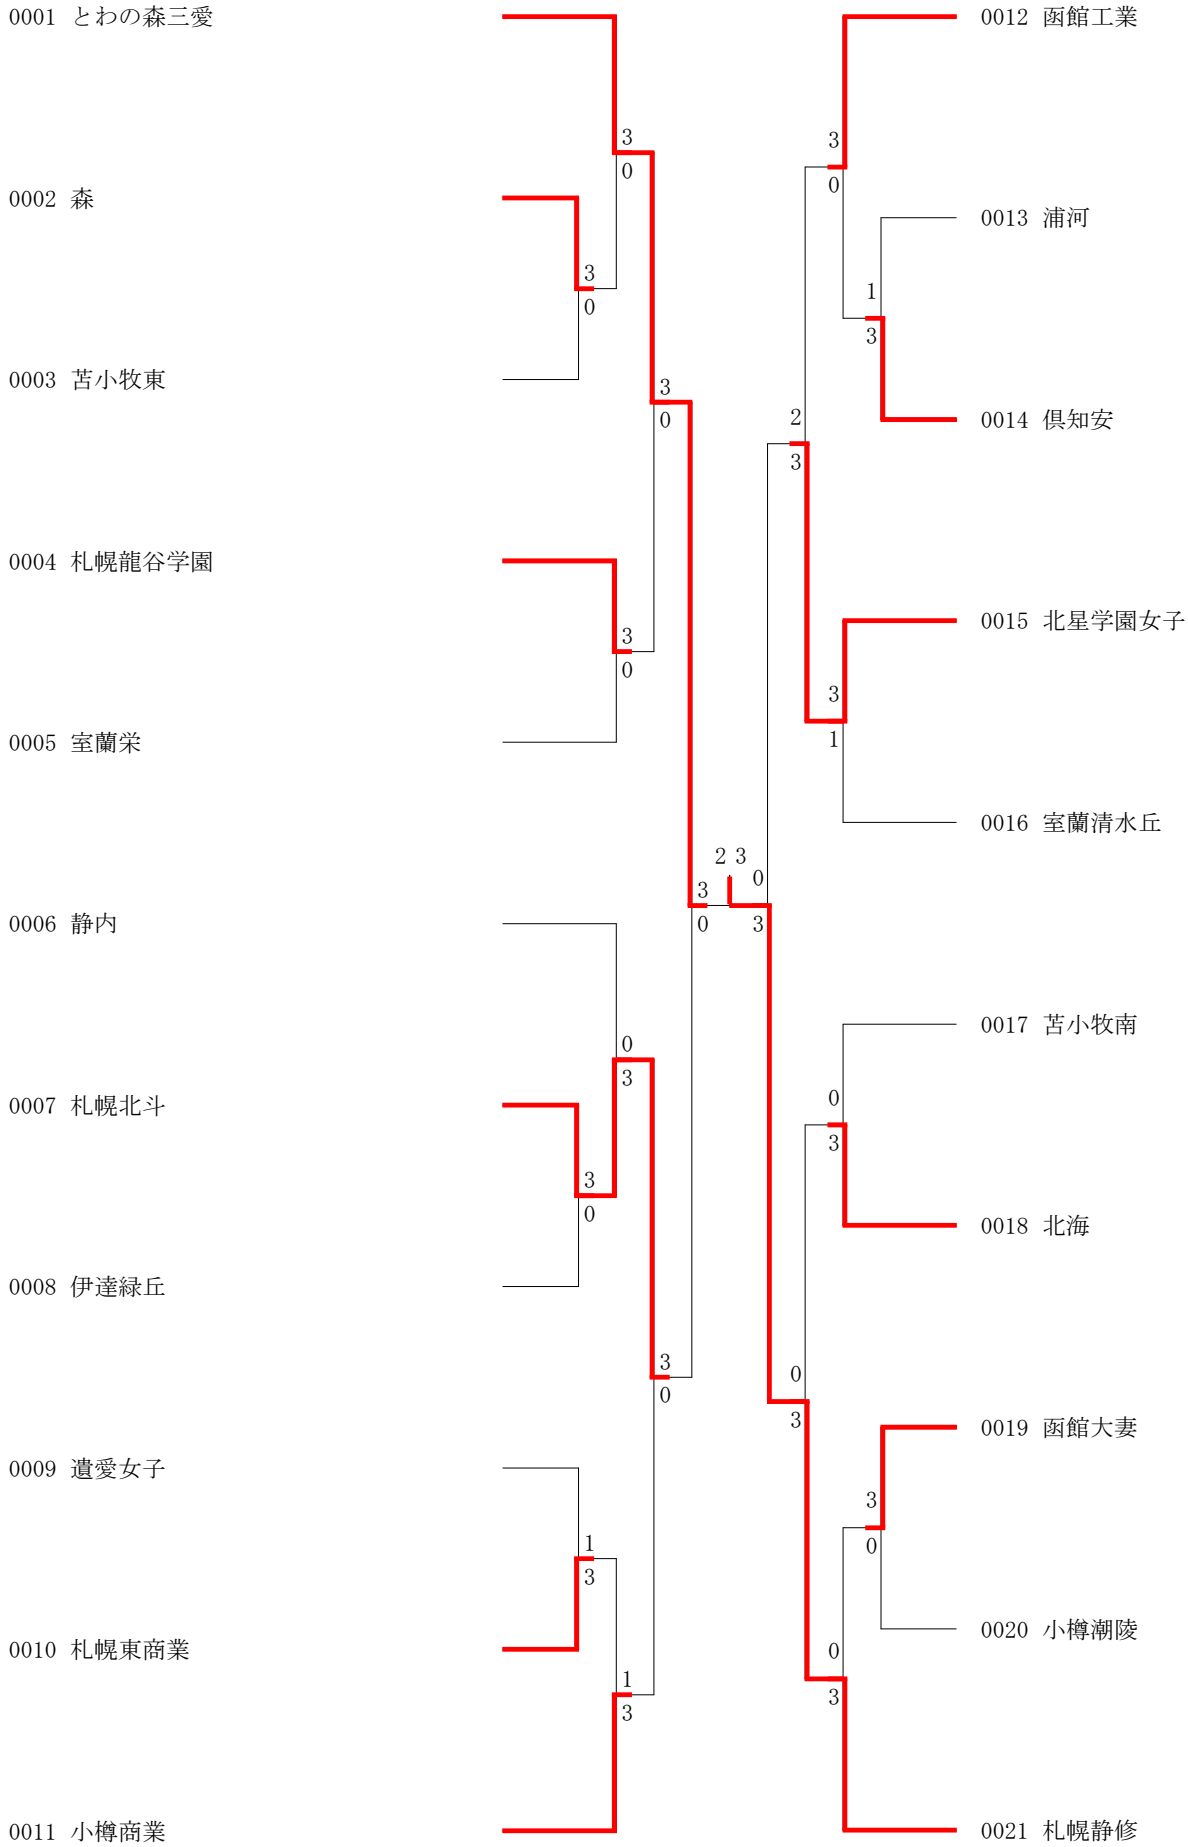 0001 とわの森三愛
3
0
0002 森
3
0
0003 苫小牧東
3
0
0004 札幌龍谷学園
3
0
0005 室蘭栄
3
0
0006 静内
0
3
0007 札幌北斗
3
0
0008 伊達緑丘
3
0
0009 遺愛女子
1
3
0010 札幌東商業
1
3
0011 小樽商業
2 3
0
3
0012 函館工業
3
0
0013 浦河
1
3
0014 倶知安
2
3
0015 北星学園女子
3
1
0016 室蘭清水丘
0017 苫小牧南
0
3
0018 北海
0
3
0019 函館大妻
3
0
0020 小樽潮陵
0
3
0021 札幌静修